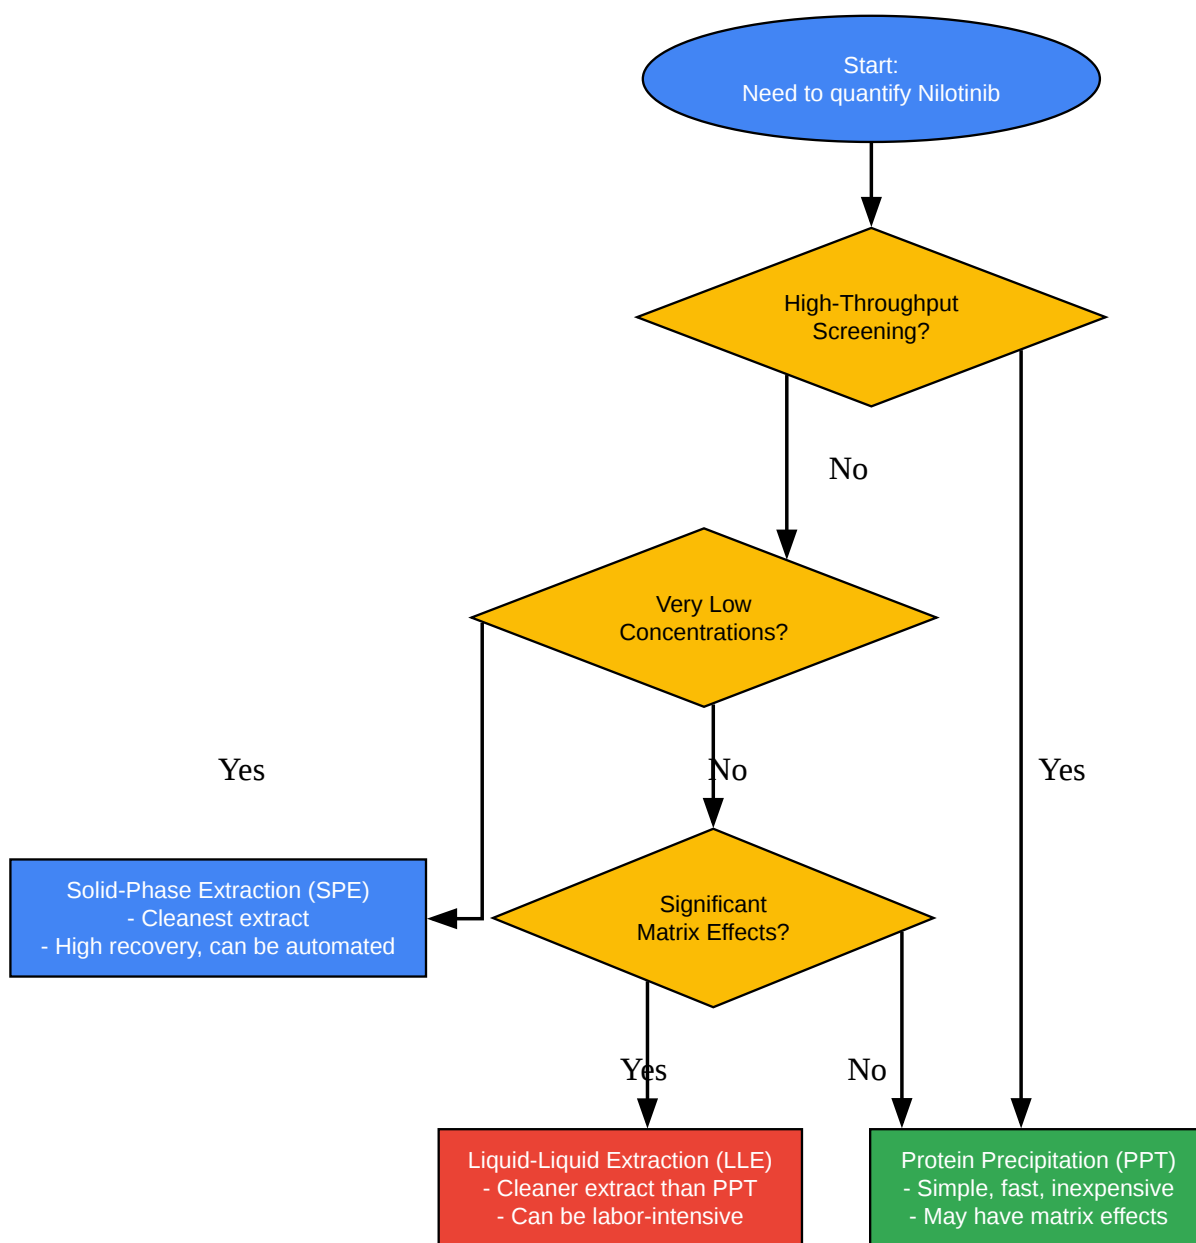 Start:
Need to quantify Nilotinib
High-Throughput
Screening?
No
Very Low
Concentrations?
Yes
No
Yes
Solid-Phase Extraction (SPE)
- Cleanest extract
- High recovery, can be automated
Significant
Matrix Effects?
Yes
No
Liquid-Liquid Extraction (LLE)
- Cleaner extract than PPT
- Can be labor-intensive
Protein Precipitation (PPT)
- Simple, fast, inexpensive
- May have matrix effects